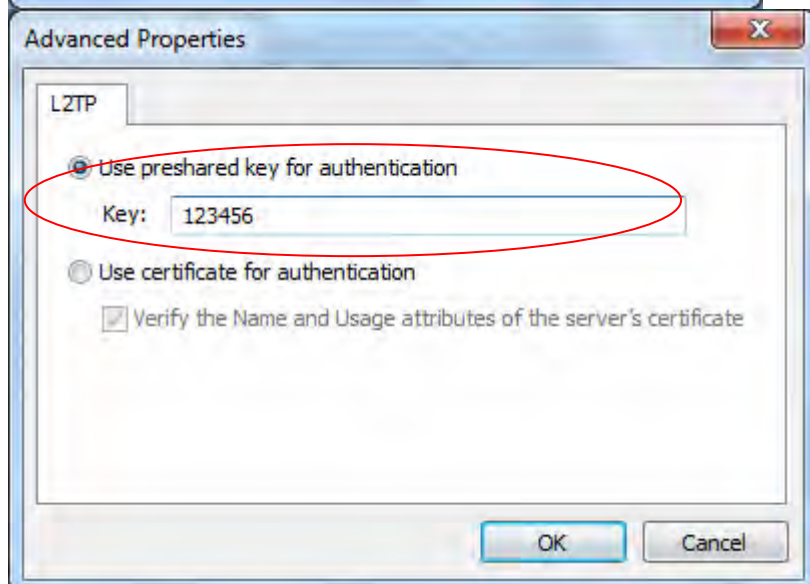 Advanced Properties
L2TP
Use preshared key for authentication
Key: 123456
Use certificate for authentication
Verify the Name and Usage attributes of the server's certificate
OK Cancel